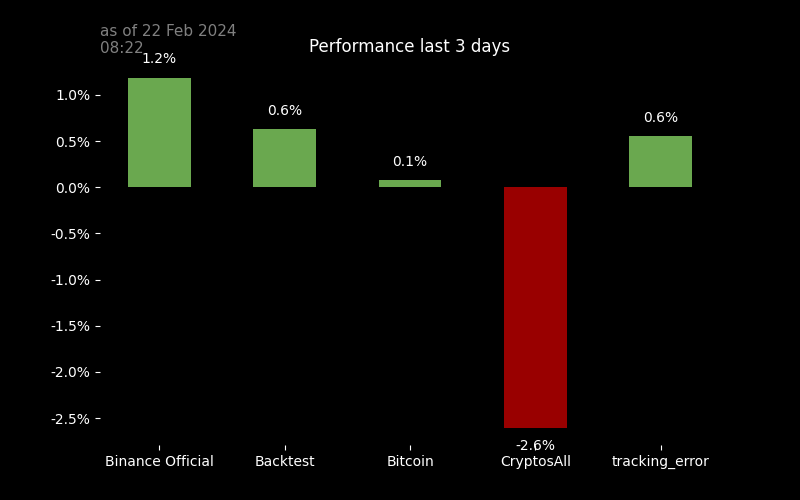 as of 22 Feb 2024
08:22
Performance last 3 days
1.2%
0.6%
0.1%
-2.6%
0.6%
1.0%
0.5%
0.0%
-0.5%
-1.0%
-1.5%
-2.0%
-2.5%
Binance Official
Backtest
Bitcoin
CryptosAll
tracking_error